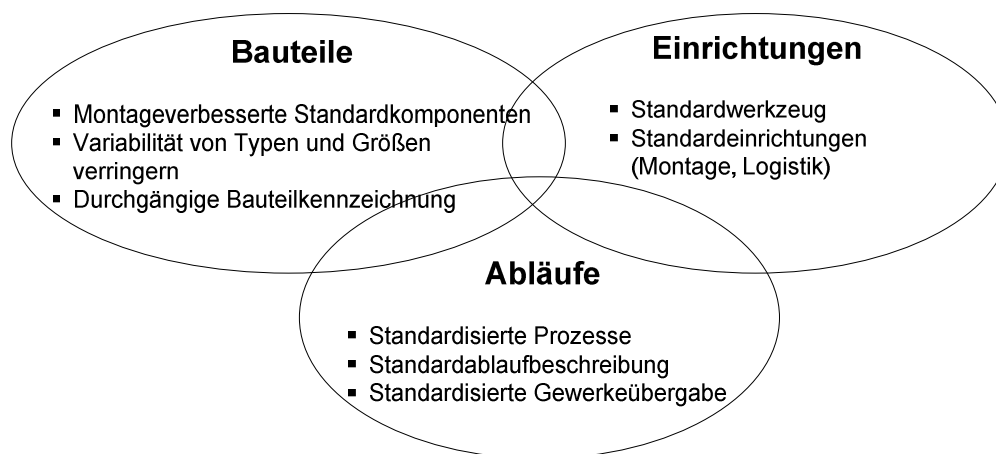 Bauteile
▪ Montageverbesserte Standardkomponenten
▪ Variabilität von Typen und Größen
verringern
▪ Durchgängige Bauteilkennzeichnung
Einrichtungen
▪ Standardwerkzeug
▪ Standardeinrichtungen
(Montage, Logistik)
Abläufe
▪ Standardisierte Prozesse
▪ Standardablaufbeschreibung
▪ Standardisierte Gewerkeübergabe